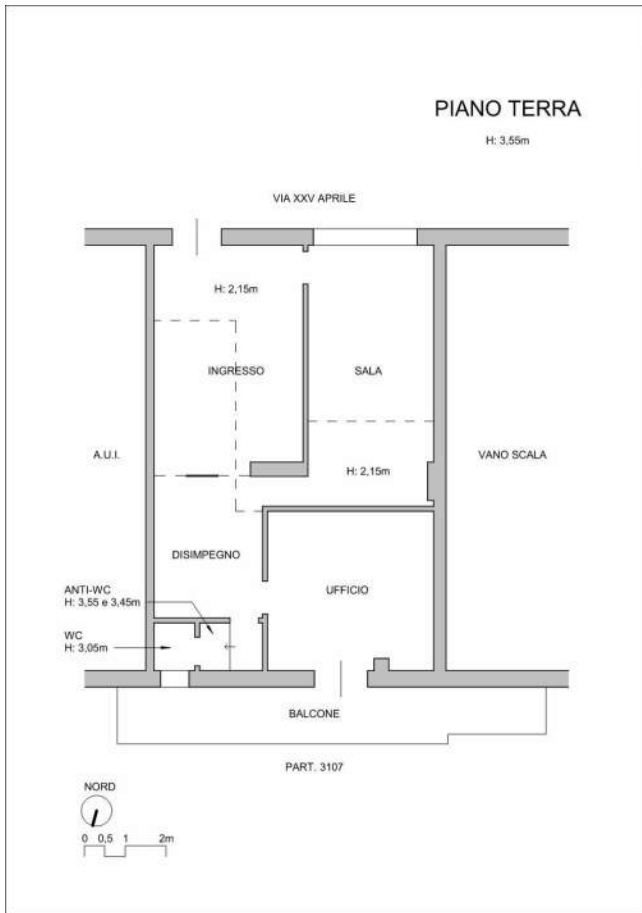 PIANO TERRA
H: 3,55m
VIA XXV APRILE
H: 2,15m
INGRESSO
SALA
A.U.I.
VANO SCALA
H: 2,15m
DISIMPEGNO
ANTI-WC
H: 3,55 e 3,45m
UFFICIO
WC
H: 3,05m
BALCONE
PART. 3107
NORD
0 0,5 1 2m